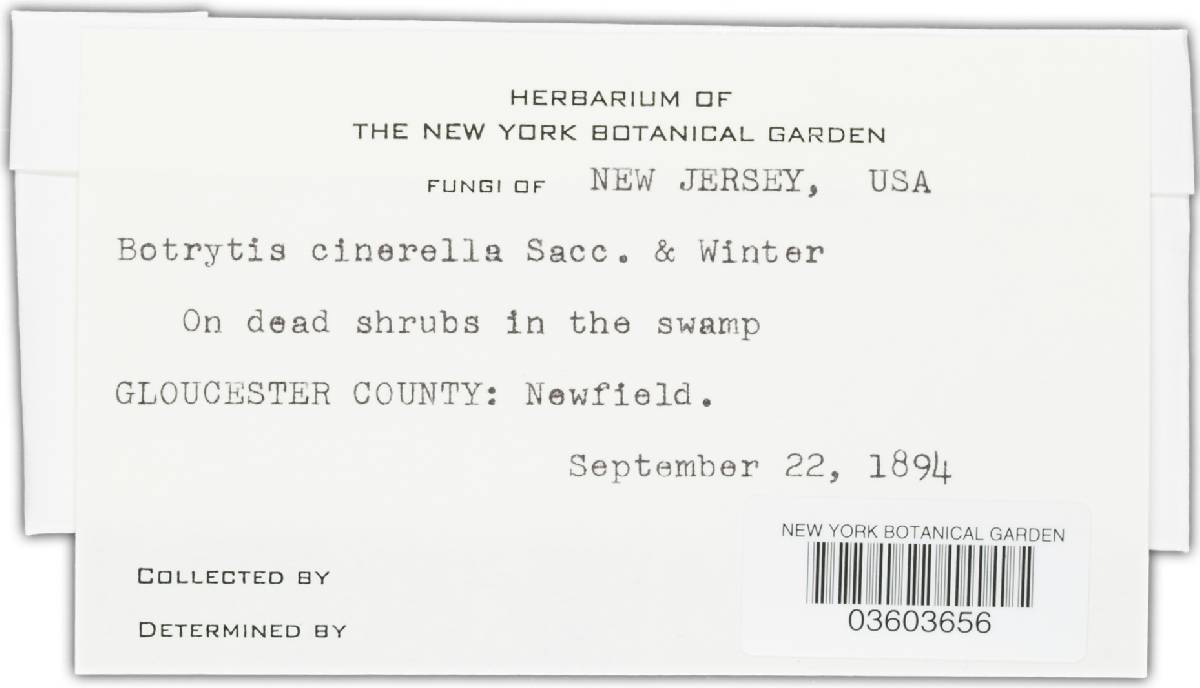 HERBARIUM OF
THE NEW YORK BOTANICAL GARDEN
FUNGI OF NEW JERSEY, USA
Botrytis cinerella Sacc. & Winter
On dead shrubs in the swamp
GLOUCESTER COUNTY: Newfield.
September 22, 1894
NEW YORK BOTANICAL GARDEN
03603656
COLLECTED BY
DETERMINED BY